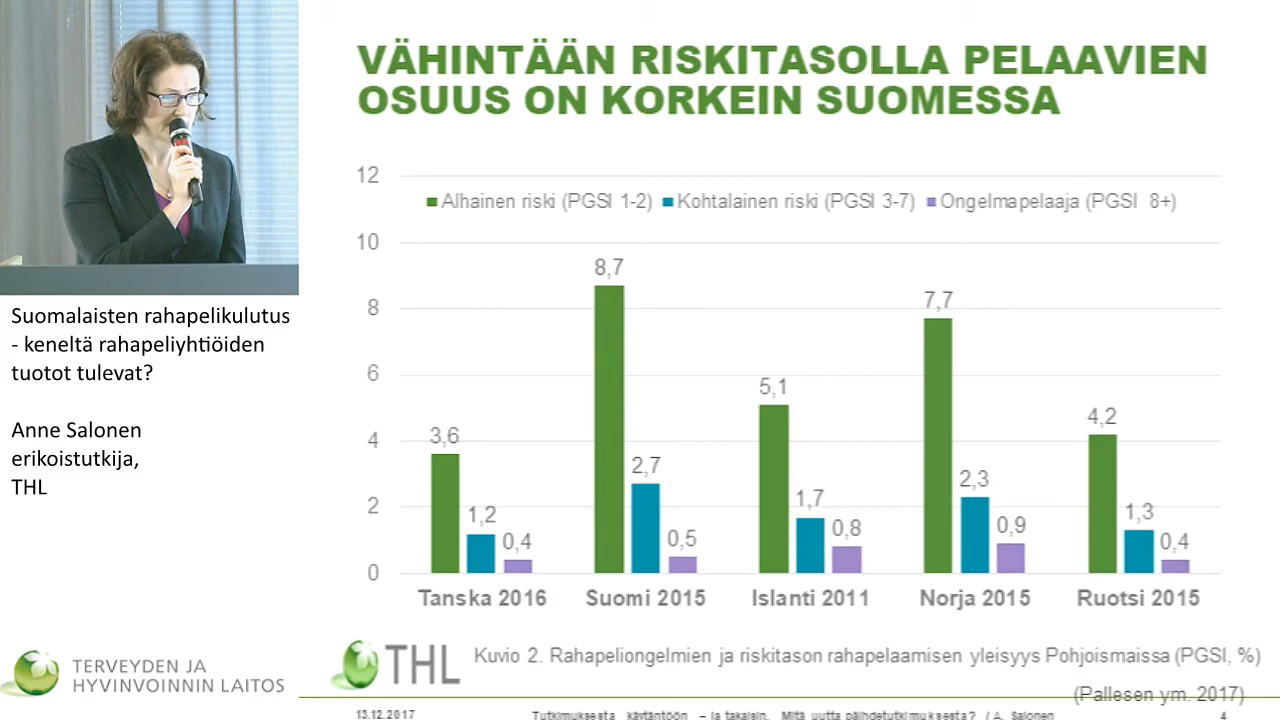 VÄHINTÄÄN RISKITASOLLA PELAAVIEN
OSUUS ON KORKEIN SUOMESSA
12
Alhainen riski (PGSI 1-2) Kohtalainen riski (PGSI 3-7) Ongelmapelaaja (PGSI 8+)
10
8
6
4
2
0
3,6
1,2
0,4
8,7
2,7
0,5
5,1
1,7
0,8
7,7
2,3
0,9
4,2
1,3
0,4
Tanska 2016 Suomi 2015 Islanti 2011 Norja 2015 Ruotsi 2015
Suomalaisten rahapelikulutus
- keneltä rahapeliyhtiöiden
tuotot tulevat?
Anne Salonen
erikoistutkija,
THL
TERVEYDEN JA
HYVINVOINNIN LAITOS
THL
Kuvio 2. Rahapeliongelmien ja riskitason rahapelaamisen yleisyys Pohjoismaissa (PGSI, %)
(Pallesen ym. 2017)
13.12.2017 Tutkimuksesta käytäntöön – ja takaisin. Mitä uutta päihdetutkimuksesta? / A. Salonen 4